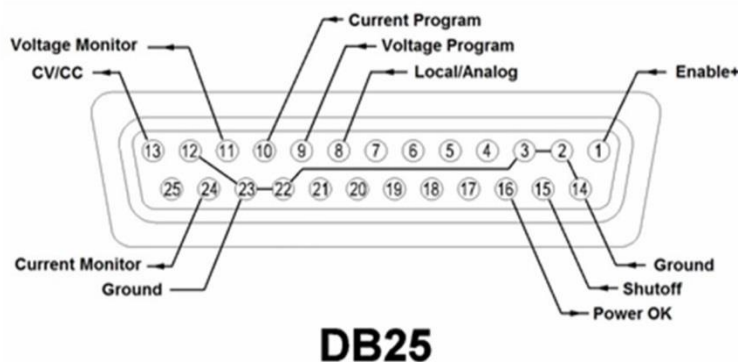 Current Program
Voltage Monitor
Voltage Program
CV/CC
Local/Analog
Enable+
13 12 11 10 9 8 7 6 5 4 3 2 1
25 24 23 22 21 20 19 18 17 16 15 14
Current Monitor
Ground
Ground
Shutoff
Power OK
DB25